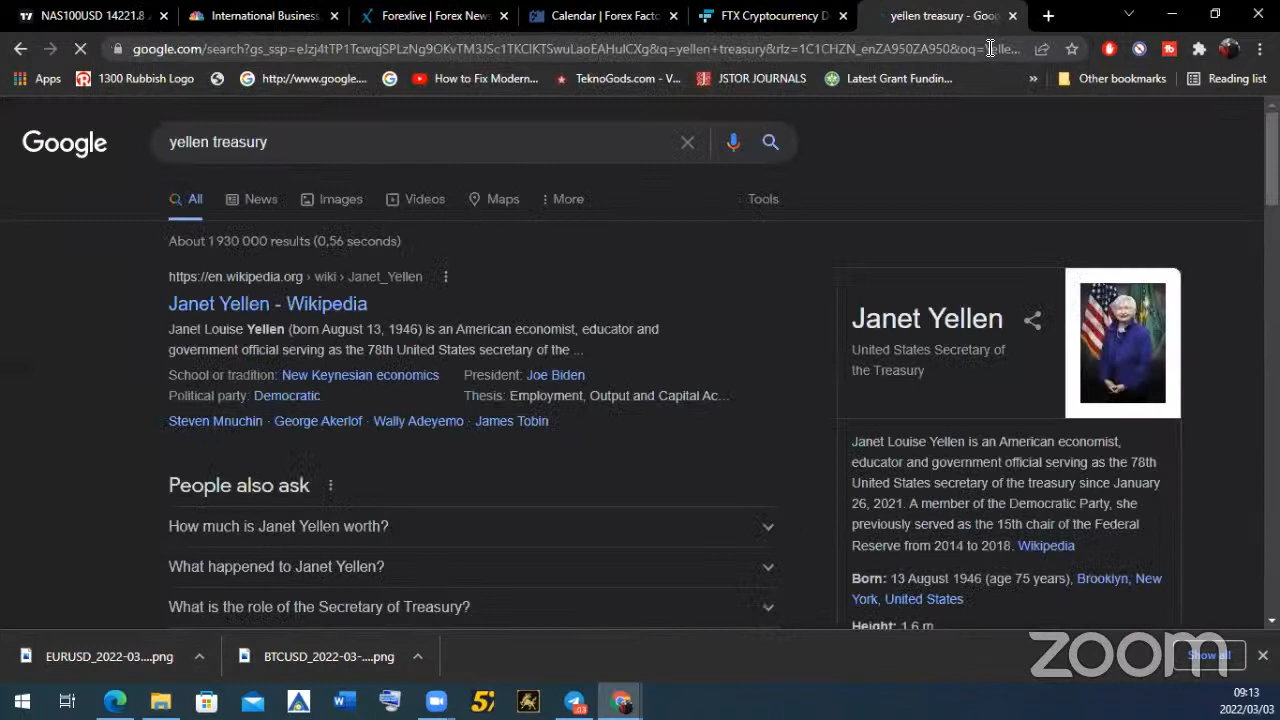 NAS100USD 14221.8
International Business
Forexlive | Forex News
Calendar | Forex Facto
FTX Cryptocurrency D
yellen treasury - Goo
google.com/search?gs_ssp=eJzj4tTP1TcwqjSPLzNg9OKvTM3JSc1TKClKTSwuLaoEAHulCXg&q=yellen+treasury&rlz=1C1CHZN_enZA950ZA950&oq=
Apps
1300 Rubbish Logo
S
http://www.google....
How to Fix Modern...
TeknoGods.com - V...
JSTOR JOURNALS
Latest Grant Fundin...
»
Other bookmarks
Reading list
Google
yellen treasury
All
News
Images
Videos
Maps
More
Tools
About 1 930 000 results (0,56 seconds)
https://en.wikipedia.org › wiki › Janet_Yellen
Janet Yellen - Wikipedia
Janet Louise Yellen (born August 13, 1946) is an American economist, educator and
government official serving as the 78th United States secretary of the ...
School or tradition: New Keynesian economics
President: Joe Biden
Political party: Democratic
Thesis: Employment, Output and Capital Ac...
Steven Mnuchin · George Akerlof · Wally Adeyemo · James Tobin
People also ask
How much is Janet Yellen worth?
What happened to Janet Yellen?
What is the role of the Secretary of Treasury?
Janet Yellen
United States Secretary of
the Treasury
Janet Louise Yellen is an American economist,
educator and government official serving as the 78th
United States secretary of the treasury since January
26, 2021. A member of the Democratic Party, she
previously served as the 15th chair of the Federal
Reserve from 2014 to 2018. Wikipedia
Born: 13 August 1946 (age 75 years), Brooklyn, New
York, United States
Height: 1,6 m
zoom
EURUSD_2022-03....png
BTCUSD_2022-03-....png
Show all
09:13
2022/03/03